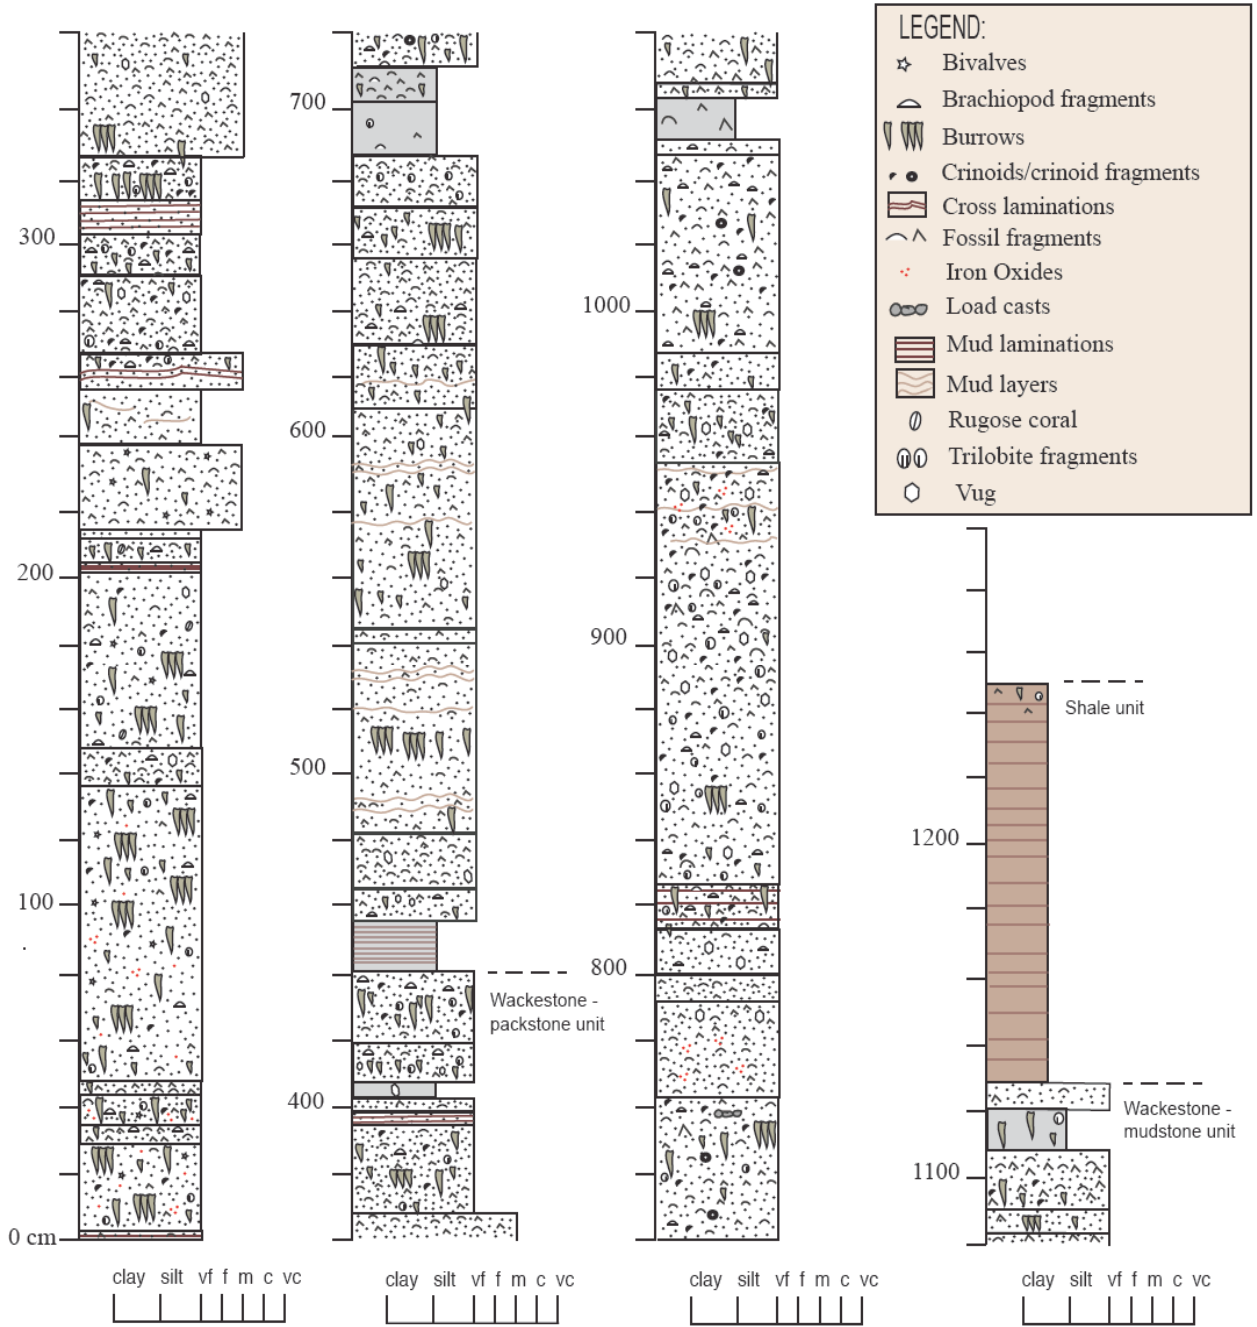 LEGEND:
Bivalves
Brachiopod fragments
Burrows
Crinoids/crinoid fragments
Cross laminations
Fossil fragments
Iron Oxides
Load casts
Mud laminations
Mud layers
Rugose coral
Trilobite fragments
Vug
300
200
100
0 cm
clay silt vf f m c vc
700
600
500
400
Wackestone -
packstone unit
clay silt vf f m c vc
1000
900
800
clay silt vf f m c vc
Shale unit
1200
Wackestone -
mudstone unit
1100
clay silt vf f m c vc